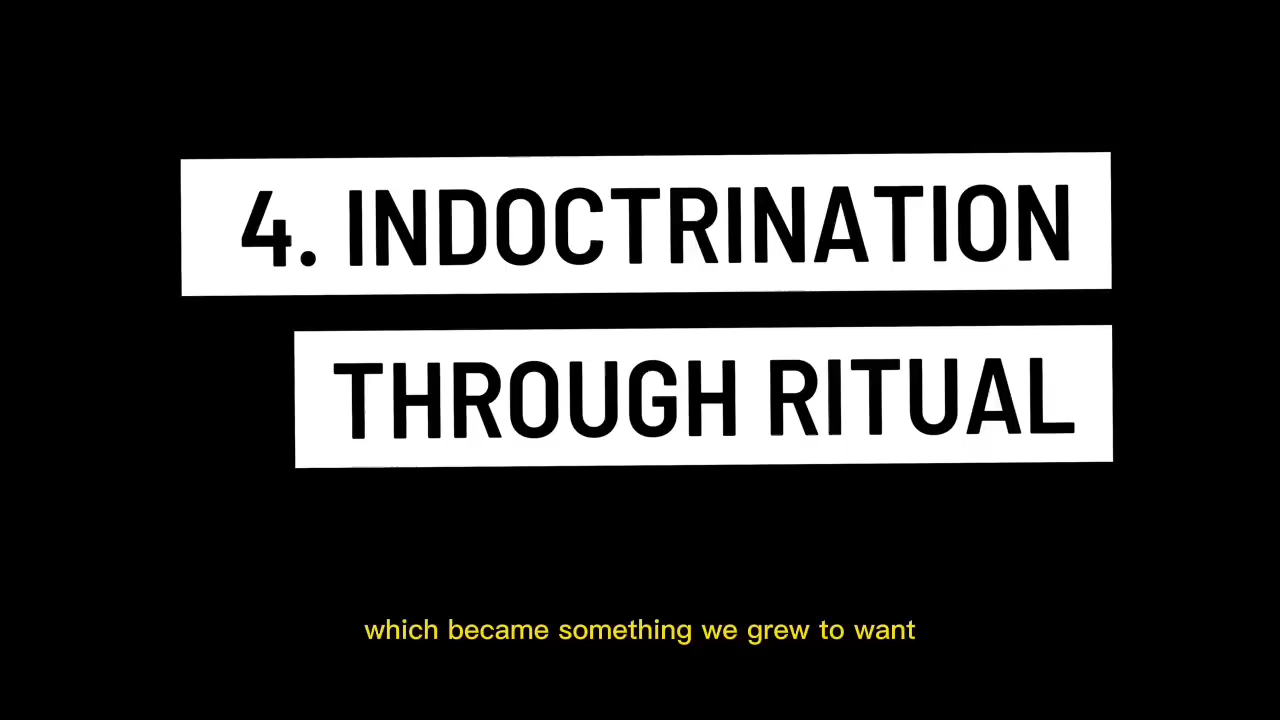 4. INDOCTRINATION
THROUGH RITUAL
which became something we grew to want